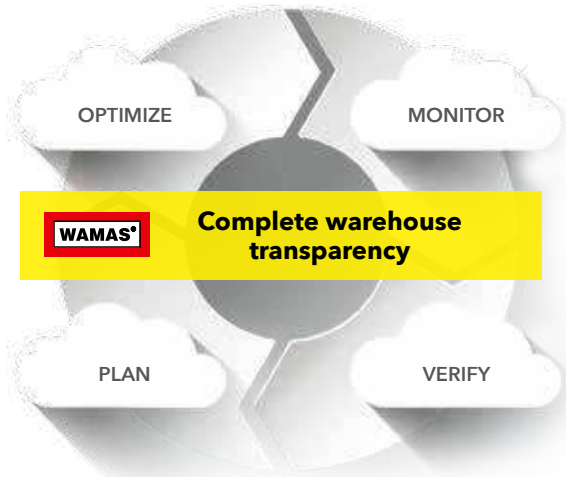 OPTIMIZE
MONITOR
WAMAS®
Complete warehouse
transparency
PLAN
VERIFY